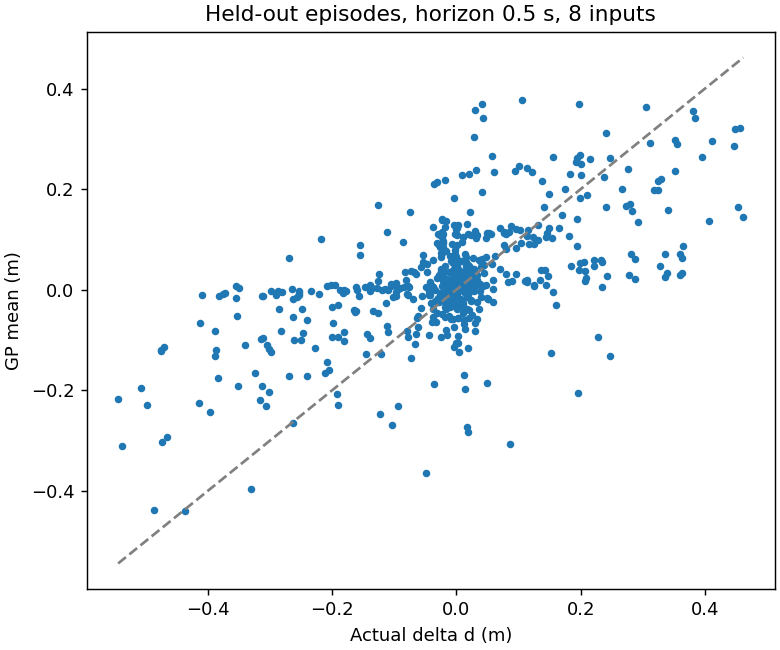 Held-out episodes, horizon 0.5 s, 8 inputs
GP mean (m)
0.4
0.2
0.0
−0.2
−0.4
−0.4 −0.2 0.0 0.2 0.4
Actual delta d (m)